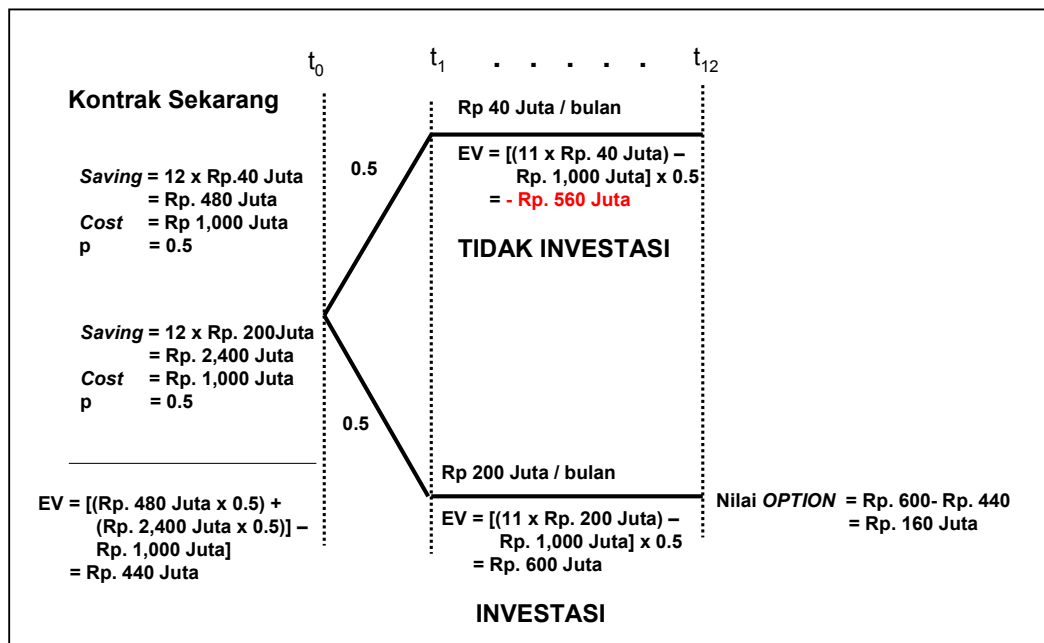 t0 t1 . . . . . t12
Kontrak Sekarang
Saving = 12 x Rp.40 Juta
= Rp. 480 Juta
Cost = Rp 1,000 Juta
p = 0.5
Saving = 12 x Rp. 200Juta
= Rp. 2,400 Juta
Cost = Rp. 1,000 Juta
p = 0.5
EV = [(Rp. 480 Juta x 0.5) +
(Rp. 2,400 Juta x 0.5)] –
Rp. 1,000 Juta]
= Rp. 440 Juta
0.5
0.5
Rp 40 Juta / bulan
EV = [(11 x Rp. 40 Juta) –
Rp. 1,000 Juta] x 0.5
= - Rp. 560 Juta
TIDAK INVESTASI
Rp 200 Juta / bulan
EV = [(11 x Rp. 200 Juta) –
Rp. 1,000 Juta] x 0.5
= Rp. 600 Juta
INVESTASI
Nilai OPTION = Rp. 600- Rp. 440
= Rp. 160 Juta